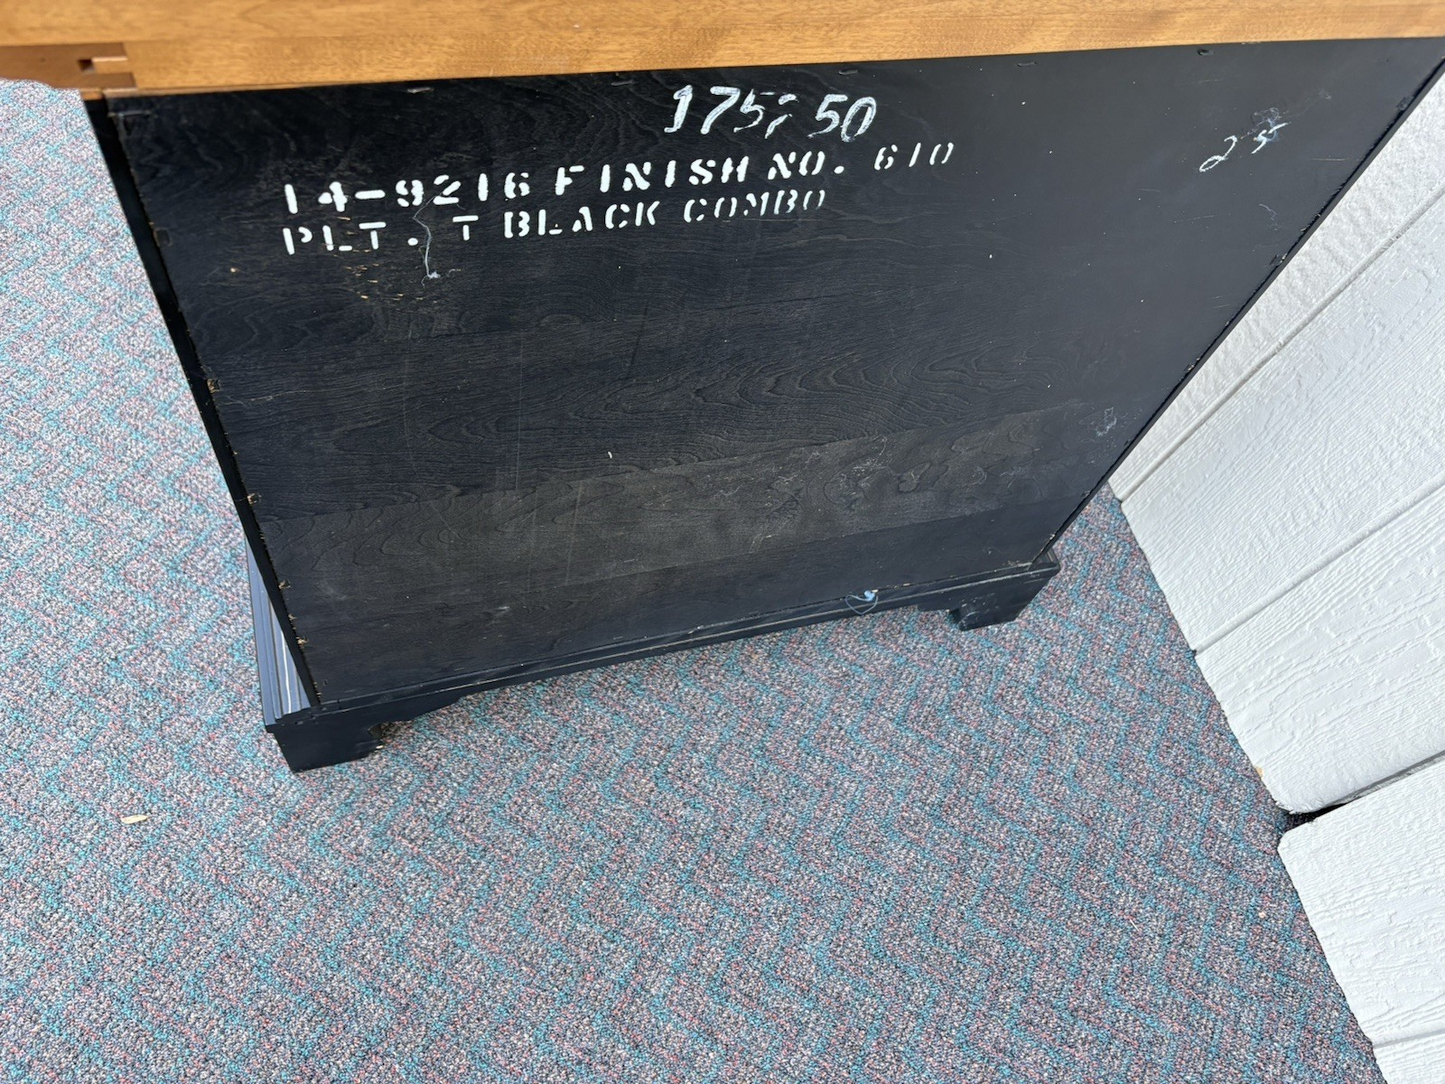 175; 50
14-9216 FINISH NO. 610
PLT. T BLACK COMBO
25